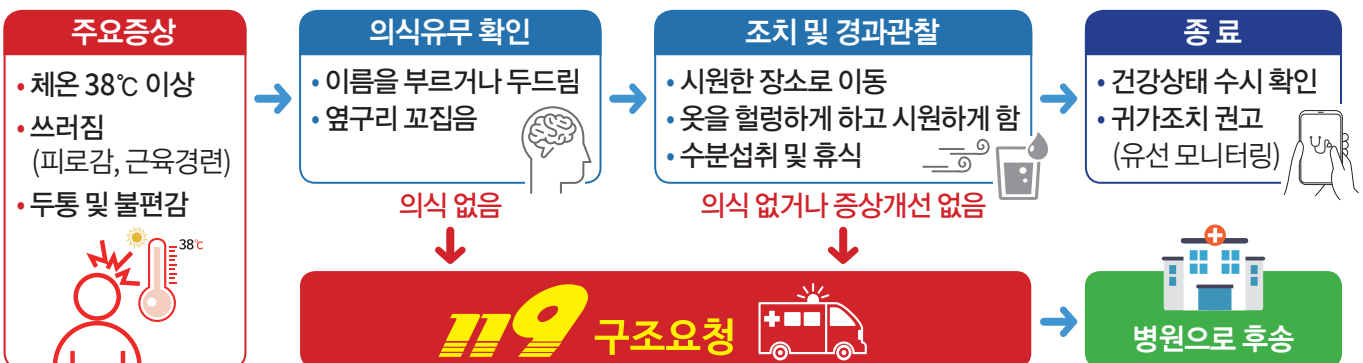 주요증상
• 체온 38℃ 이상
• 쓰러짐
(피로감, 근육경련)
• 두통 및 불편감
38℃
의식유무 확인
• 이름을 부르거나 두드림
• 옆구리 꼬집음
의식 없음
조치 및 경과관찰
• 시원한 장소로 이동
• 옷을 헐렁하게 하고 시원하게 함
• 수분섭취 및 휴식
의식 없거나 증상개선 없음
종 료
• 건강상태 수시 확인
• 귀가조치 권고
(유선 모니터링)
119 구조요청
병원으로 후송